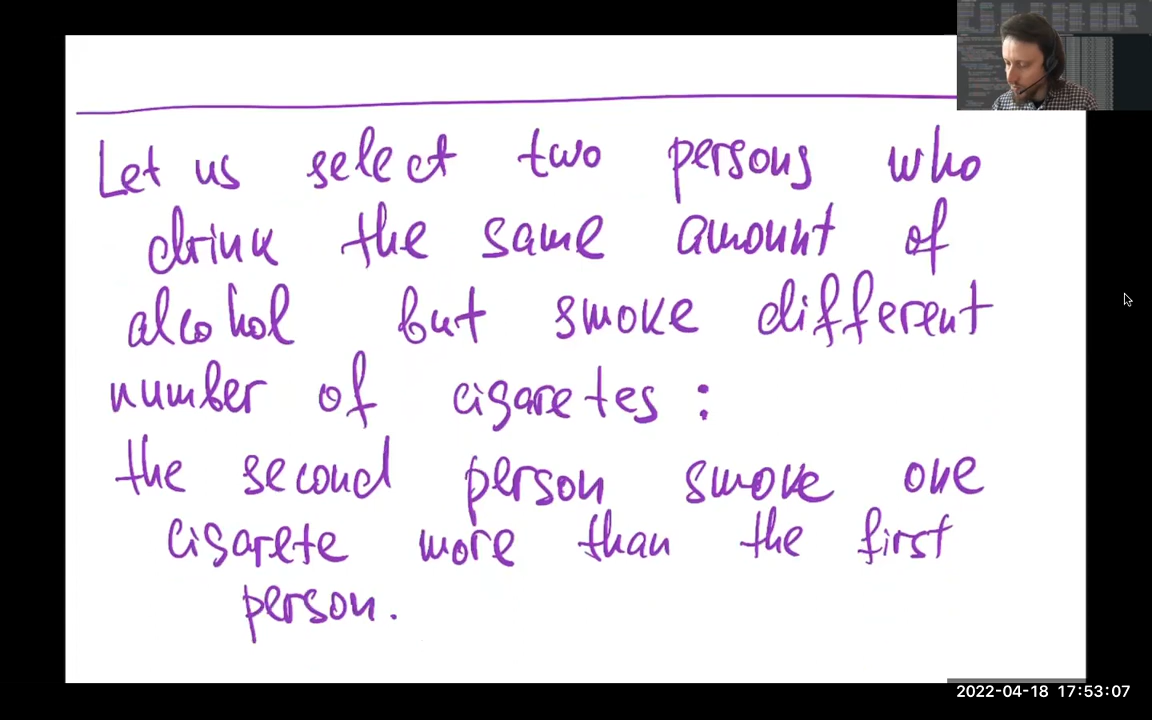 Let us select two persons who
drink the same amount of
alcohol but smoke different
number of cigaretes :
the second person smoke one
cigarete more than the first
person.
2022-04-18 17:53:07